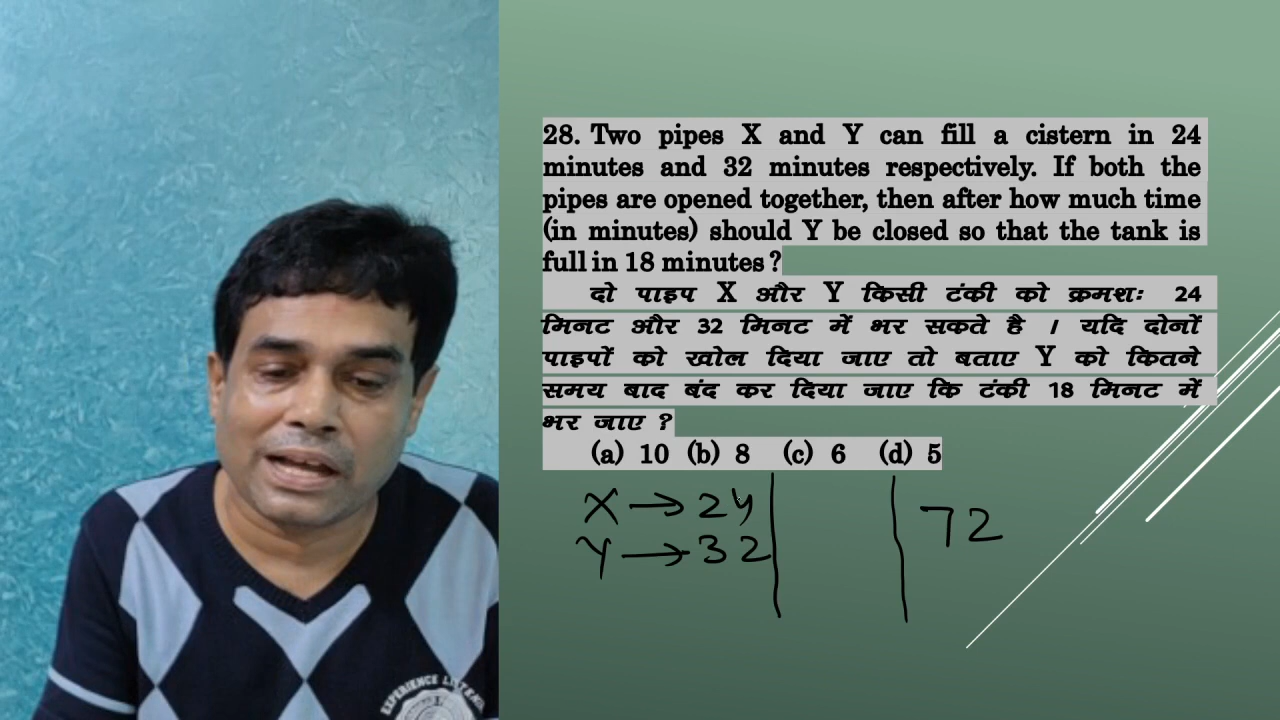 28. Two pipes X and Y can fill a cistern in 24
minutes and 32 minutes respectively. If both the
pipes are opened together, then after how much time
(in minutes) should Y be closed so that the tank is
full in 18 minutes ?
दो पाइप X और Y किसी टंकी को क्रमशः 24
मिनट और 32 मिनट में भर सकते है । यदि दोनों
पाइपों को खोल दिया जाए तो बताए Y को कितने
समय बाद बंद कर दिया जाए कि टंकी 18 मिनट में
भर जाए ?
(a) 10 (b) 8 (c) 6 (d) 5
X → 24
Y → 32
72
EXPERIENCE